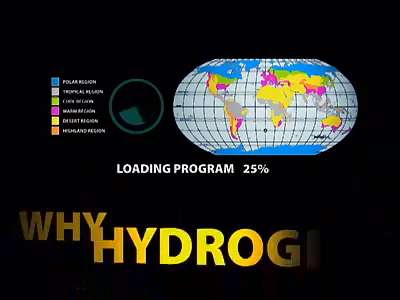 POLAR REGION
TROPICAL REGION
COOL REGION
WARM REGION
DESERT REGION
HIGHLAND REGION
LOADING PROGRAM 25%
WHY
HYDROG